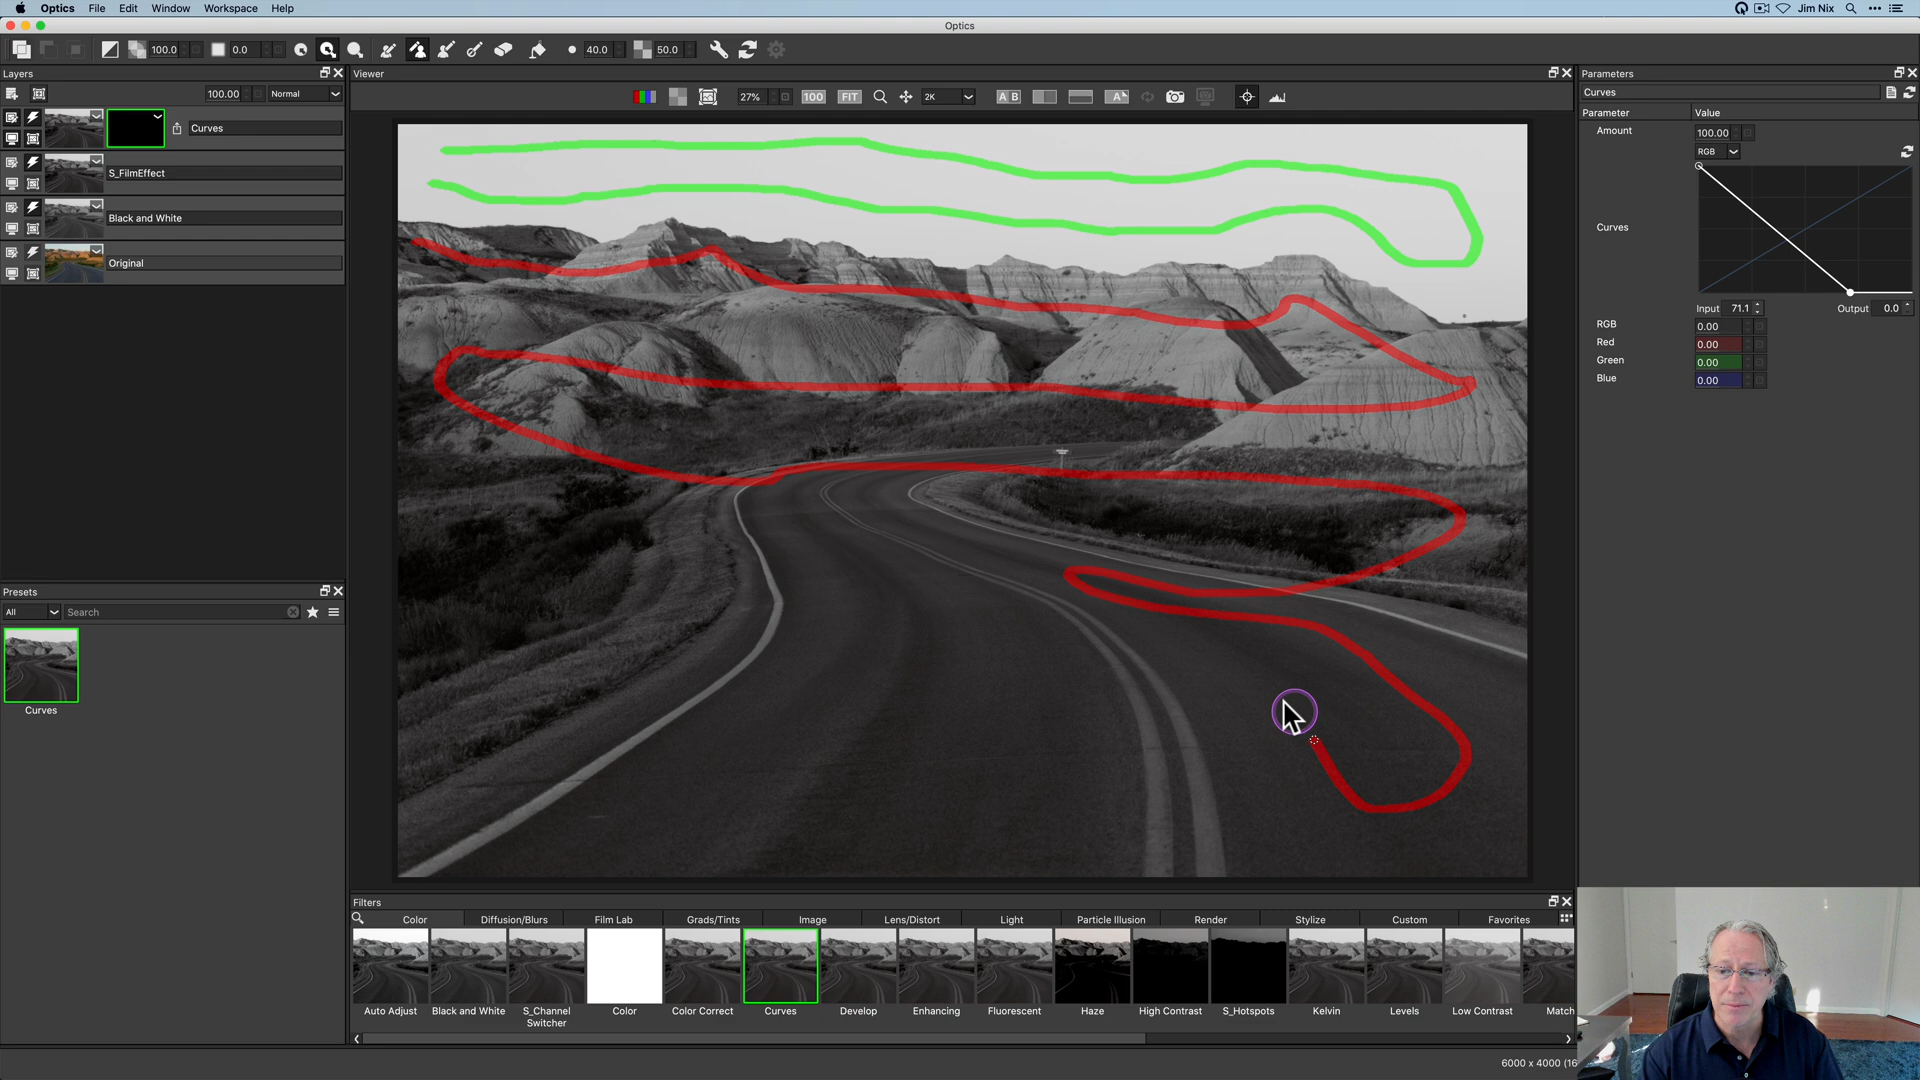 Optics File Edit Window Workspace Help
Jim Nix
Optics
100.0 0.0 40.0 50.0
Layers
Viewer
Parameters
100.00 Normal
27% 100 FIT 2K A B A
Curves
Parameter Value
Curves
Amount 100.00
RGB
S_FilmEffect
Black and White
Curves
Original
Input 71.1 Output 0.0
RGB 0.00
Red 0.00
Green 0.00
Blue 0.00
Presets
All Search
Curves
Filters
Color Diffusion/Blurs Film Lab Grads/Tints Image Lens/Distort Light Particle Illusion Render Stylize Custom Favorites
Auto Adjust Black and White S_Channel Switcher Color Color Correct Curves Develop Enhancing Fluorescent Haze High Contrast S_Hotspots Kelvin Levels Low Contrast Match
6000 x 4000 (16